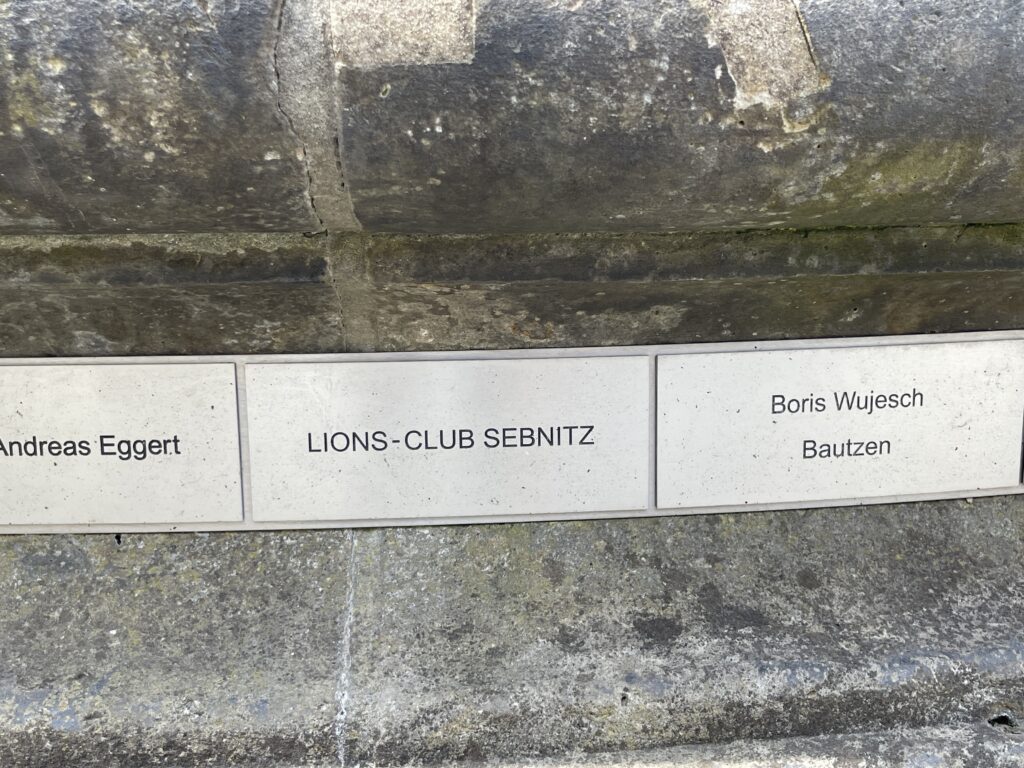 Andreas Eggert
LIONS-CLUB SEBNITZ
Boris Wujesch
Bautzen